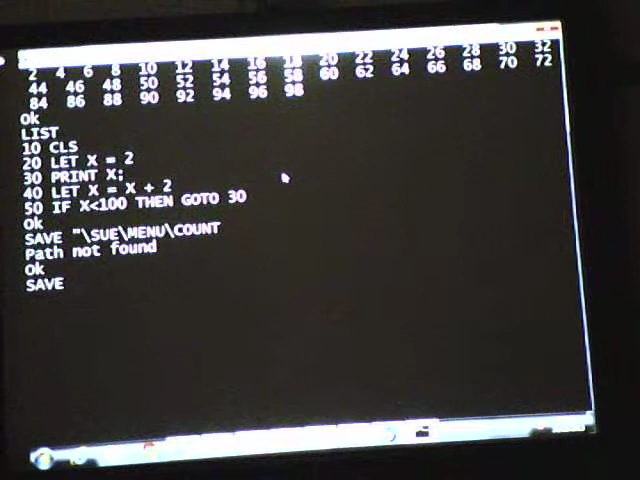 2 4 6 8 10 12 14 16 18 20 22 24 26 28 30 32
44 46 48 50 52 54 56 58 60 62 64 66 68 70 72
84 86 88 90 92 94 96 98
Ok
LIST
10 CLS
20 LET X = 2
30 PRINT X;
40 LET X = X + 2
50 IF X<100 THEN GOTO 30
Ok
SAVE "\SUE\MENU\COUNT
Path not found
Ok
SAVE